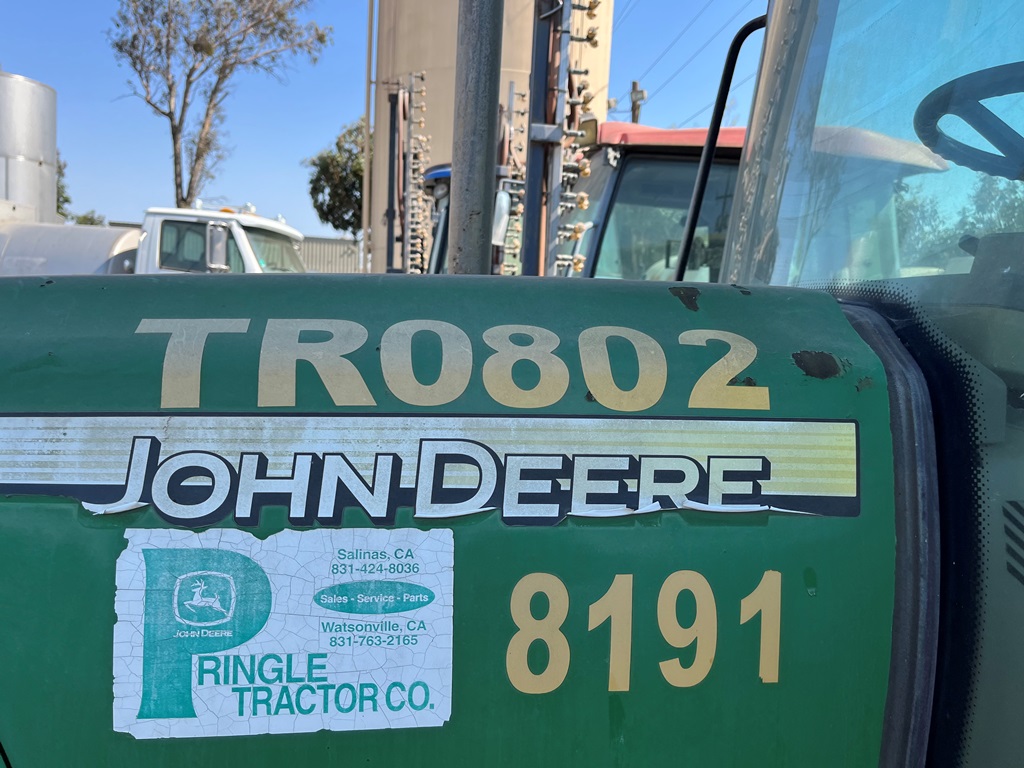 TR0802
JOHN DEERE
Salinas, CA
831-424-8036
Sales - Service - Parts
Watsonville, CA
831-763-2165
JOHN DEERE
PRINGLE
TRACTOR CO.
8191